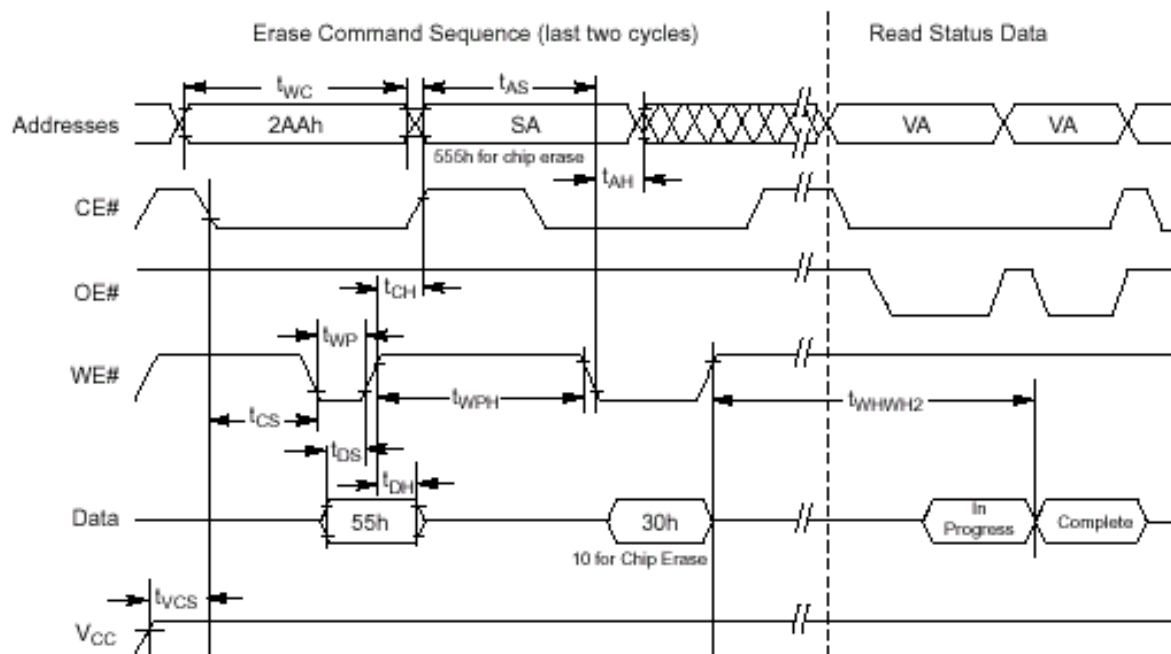 Erase Command Sequence (last two cycles)
Read Status Data
tWC
tAS
Addresses
2AAh
SA
VA
VA
555h for chip erase
tAH
CE#
tCH
OE#
tWP
WE#
tWPH
tWHWH2
tCS
tDS
tDH
Data
55h
30h
In
Progress
Complete
10 for Chip Erase
tVCS
VCC